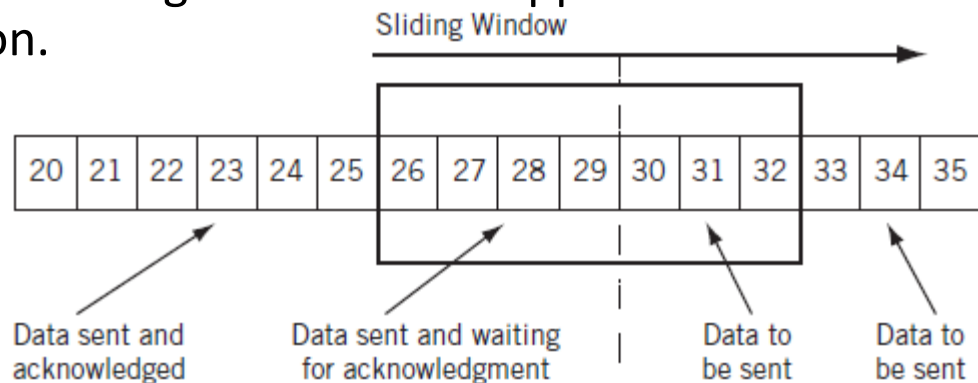 on.
Sliding Window
20 21 22 23 24 25 26 27 28 29 30 31 32 33 34 35
Data sent and
acknowledged
Data sent and waiting
for acknowledgment
Data to
be sent
Data to
be sent